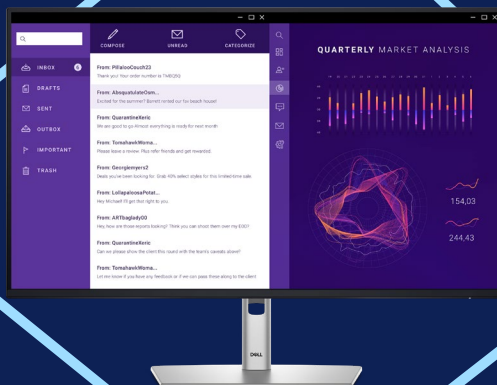 COMPOSE
UNREAD
CATEGORIZE
INBOX
DRAFTS
SENT
OUTBOX
IMPORTANT
TRASH
From: PillalooCouch23
Thank you! Your order number is
From: AbsquatulateOsm...
Excited for the summer? Burnett rented our fav beach house!
From: QuarantineXeric
We are good to go Almost everything is ready for next month
From: TomahawkWoma...
Please leave a review. Plus refer friends and get rewarded.
From: Georgiemyers2
Deals you've been looking for. Grab 40% select styles for this limited time sale
From: LollapaloosaPotat...
Hey Michael! I'll get that right to you.
From: ARTbaglady00
Hey, how are those reports looking? Think you can shoot them over my EOD?
From: QuarantineXeric
Can we please show the client this round with the team's caveats above?
From: TomahawkWoma...
Let me know if you have any feedback or if we can pass these along to the client
QUARTERLY MARKET ANALYSIS
154,03
244,43
DELL